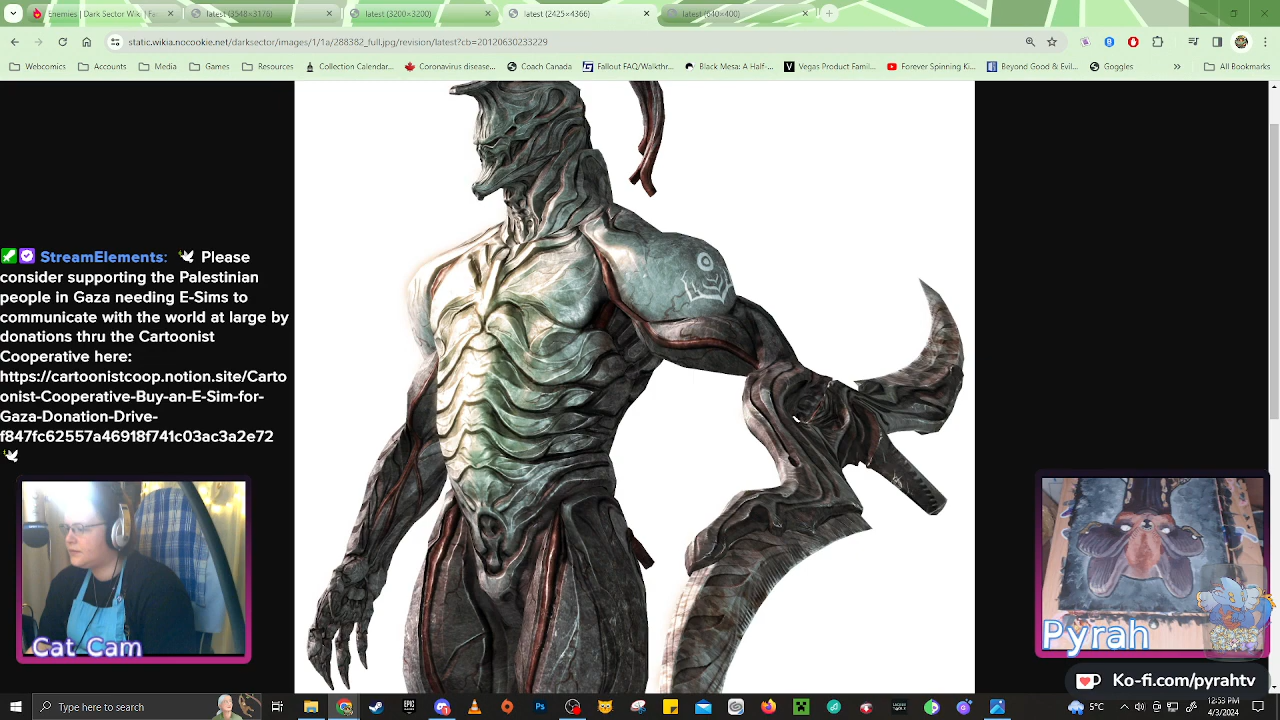 Enemies | Dark Sector Wiki | Fa
latest (3548×3176)
latest (3200×3200)
latest (2425×4366)
latest (640×400)
static.wikia.nocookie.net/darksector/images/1/1a/288382_full.jpg/revision/latest?cb=20120630233229
Webcomics
Accounts
Media
Games
Resources
Collection Calendar...
Coronavirus disease...
Coach Canada
Fallout FAQ/Walkthr...
Black Mesa: A Half-...
Vegas Product Famil...
Forever Spinning Ki...
Beyond Good & Evil...
Goggles
»
All Bookmarks
StreamElements: 🕊 Please
consider supporting the Palestinian
people in Gaza needing E-Sims to
communicate with the world at large by
donations thru the Cartoonist
Cooperative here:
https://cartoonistcoop.notion.site/Carto
onist-Cooperative-Buy-an-E-Sim-for-
Gaza-Donation-Drive-
f847fc62557a46918f741c03ac3a2e72
🕊
Cat Cam
Pyrah
Ko-fi.com/pyrahtv
Type here to search
5°C
12:53 PM
4/3/2024